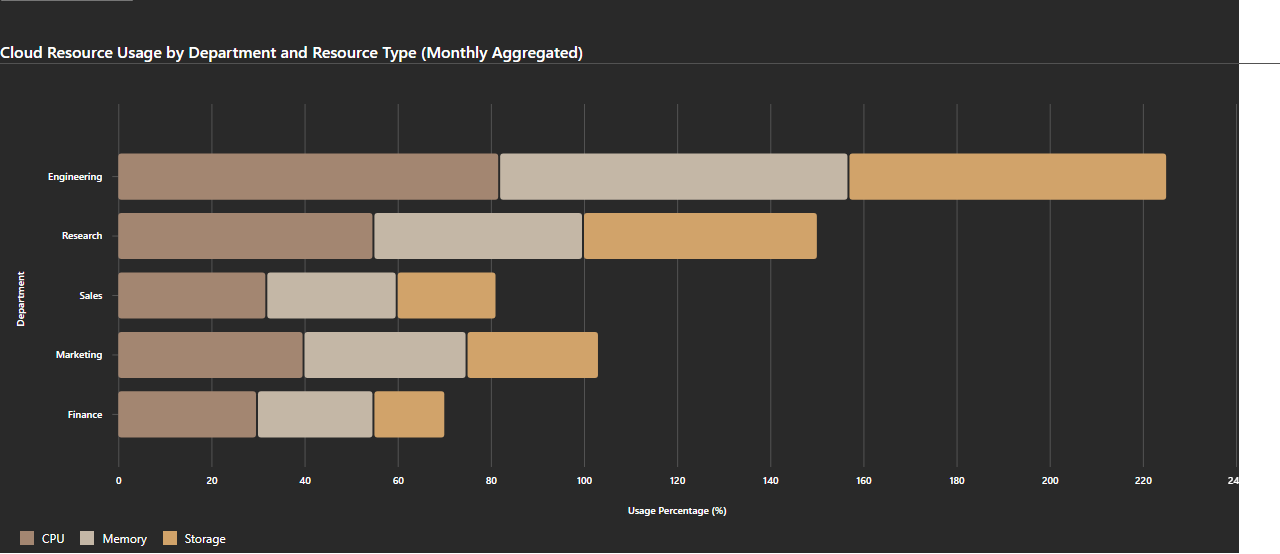 Cloud Resource Usage by Department and Resource Type (Monthly Aggregated)
Engineering
Research
Sales
Marketing
Finance
Department
0 20 40 60 80 100 120 140 160 180 200 220 24
Usage Percentage (%)
CPU Memory Storage